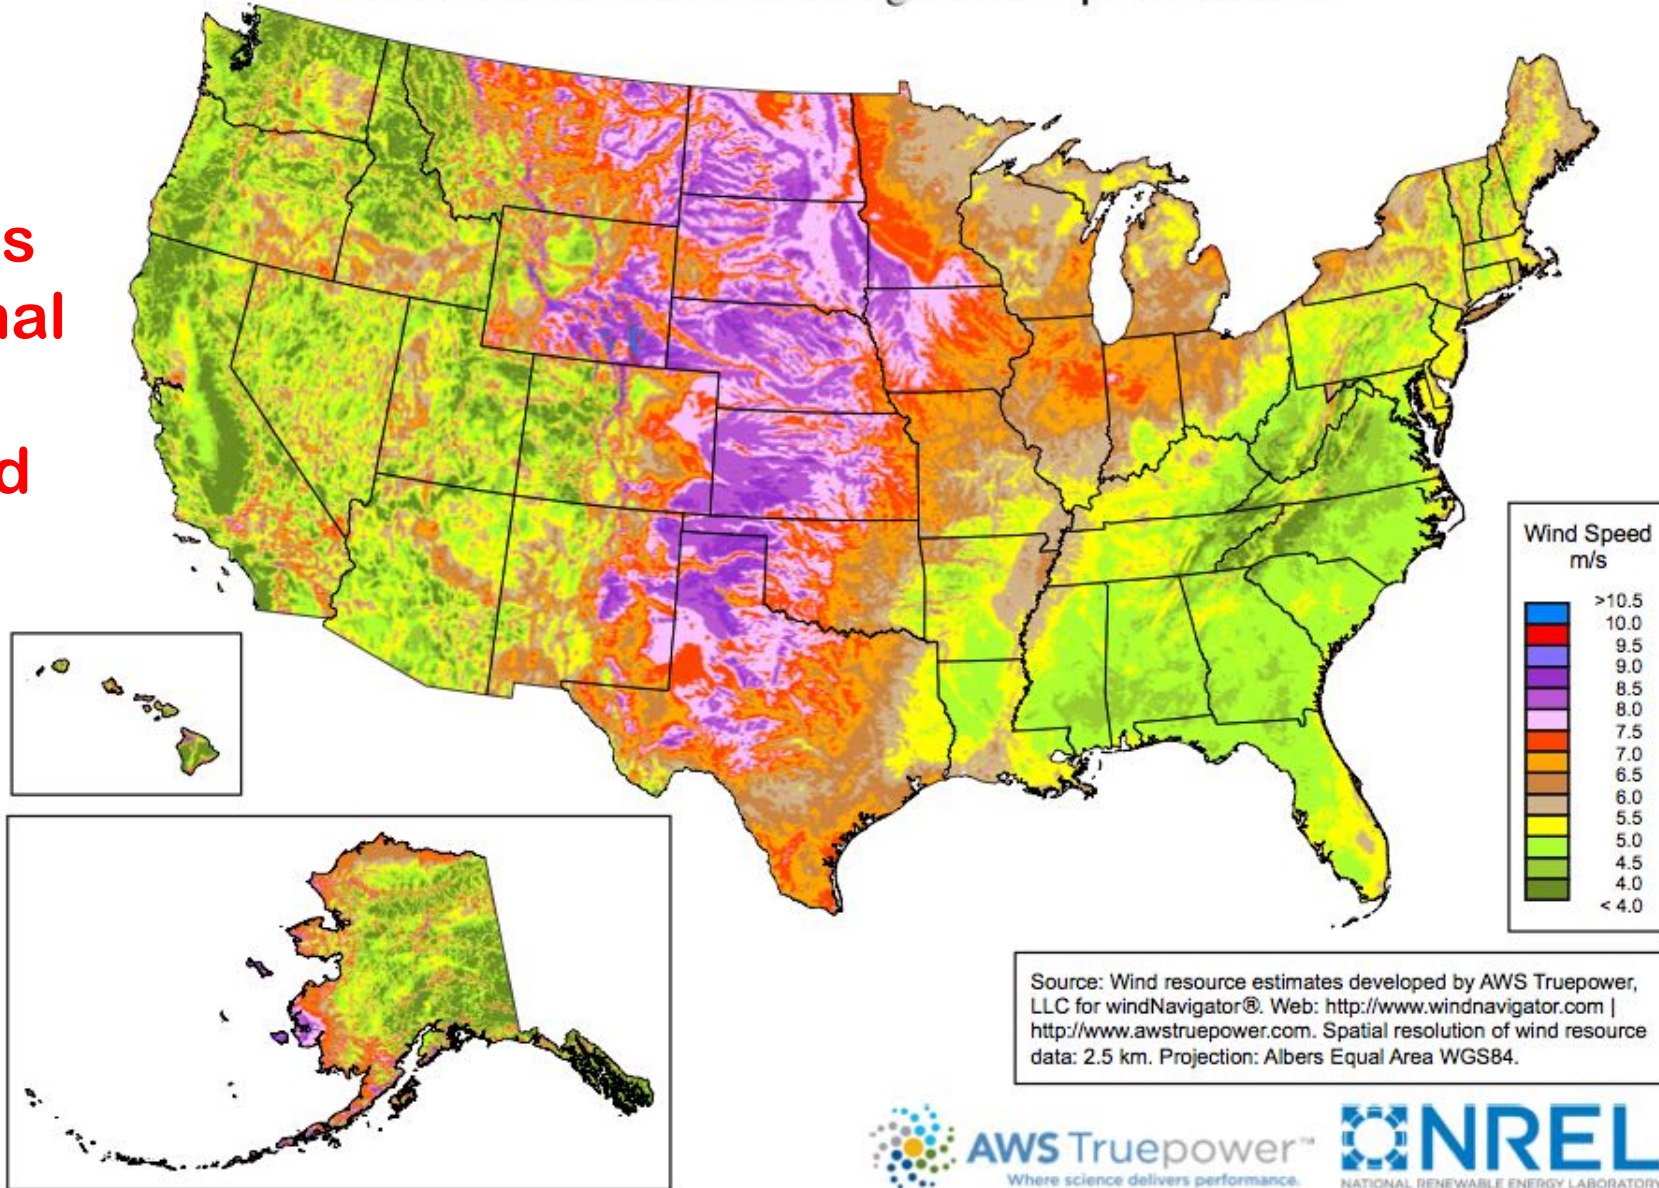 s
nal
d
Wind Speed
m/s
>10.5
10.0
9.5
9.0
8.5
8.0
7.5
7.0
6.5
6.0
5.5
5.0
4.5
4.0
< 4.0
Source: Wind resource estimates developed by AWS Truepower,
LLC for windNavigator®. Web: http://www.windnavigator.com |
http://www.awstruepower.com. Spatial resolution of wind resource
data: 2.5 km. Projection: Albers Equal Area WGS84.
AWS Truepower™
Where science delivers performance.
NREL
NATIONAL RENEWABLE ENERGY LABORATORY